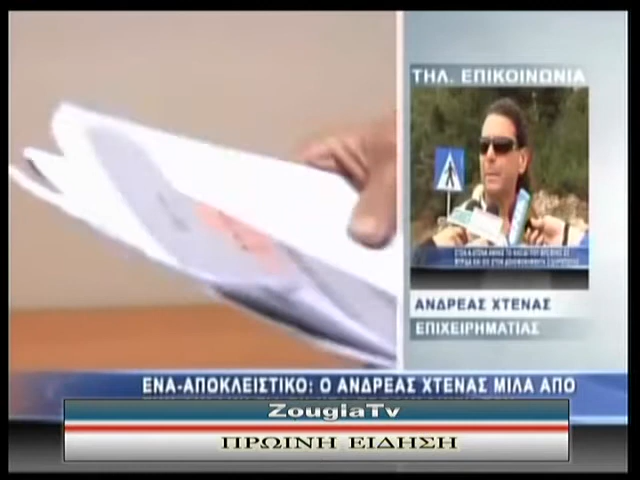 ΤΗΛ. ΕΠΙΚΟΙΝΩΝΙΑ
ΑΝΔΡΕΑΣ ΧΤΕΝΑΣ
ΕΠΙΧΕΙΡΗΜΑΤΙΑΣ
ΕΝΑ-ΑΠΟΚΛΕΙΣΤΙΚΟ: Ο ΑΝΔΡΕΑΣ ΧΤΕΝΑΣ ΜΙΛΑ ΑΠΟ
ZougiaTv
ΠΡΩΙΝΗ ΕΙΔΗΣΗ